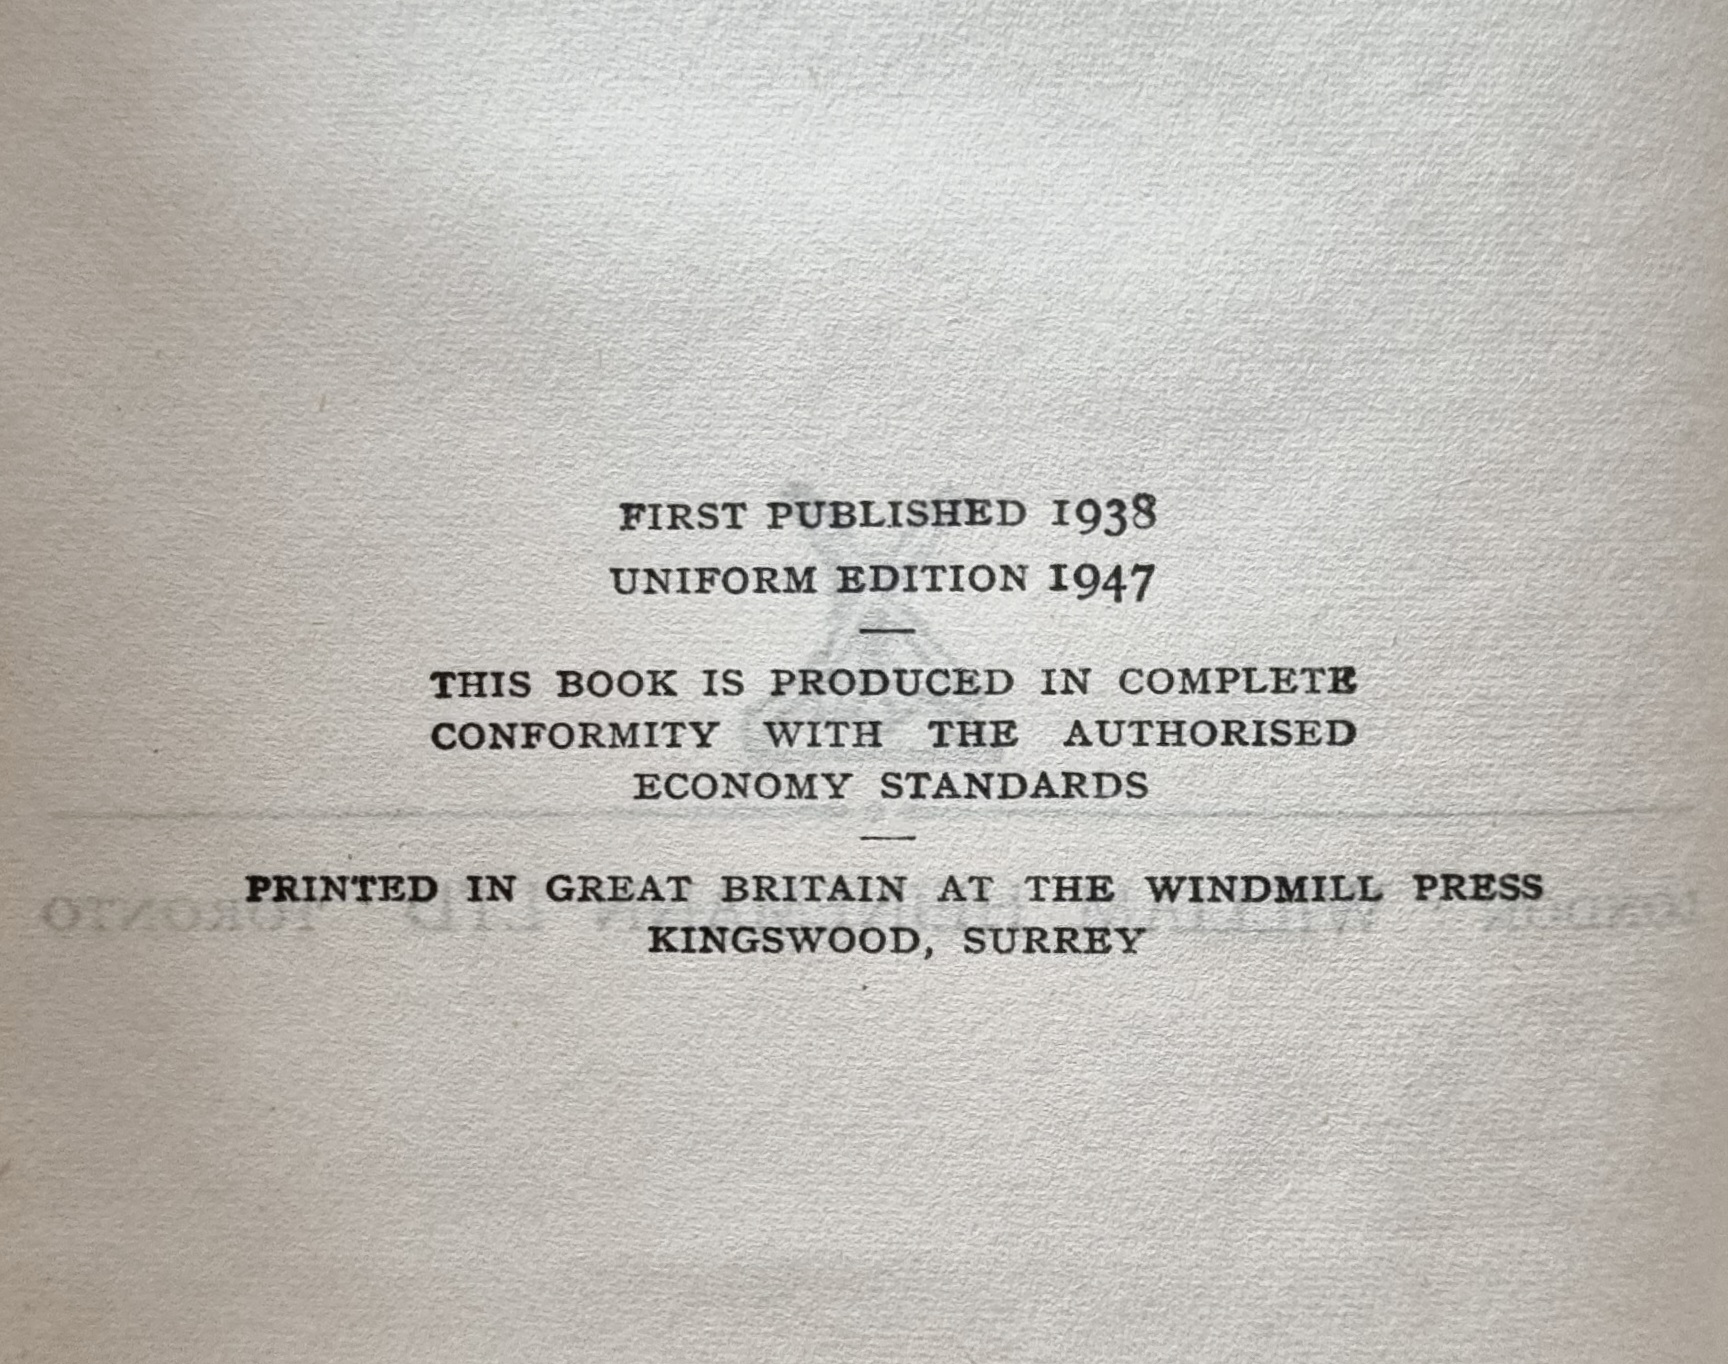 FIRST PUBLISHED 1938
UNIFORM EDITION 1947
THIS BOOK IS PRODUCED IN COMPLETE
CONFORMITY WITH THE AUTHORISED
ECONOMY STANDARDS
PRINTED IN GREAT BRITAIN AT THE WINDMILL PRESS
KINGSWOOD, SURREY